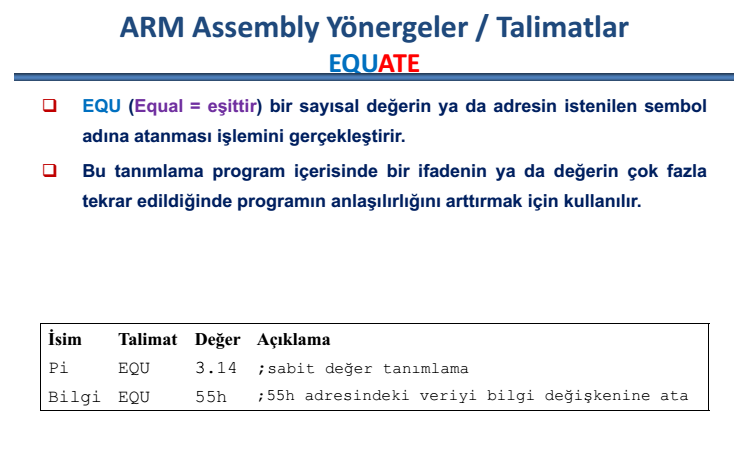 ARM Assembly Yönergeler / Talimatlar
EQUATE
EQU (Equal = eşittir) bir sayısal değerin ya da adresin istenilen sembol
adına atanması işlemini gerçekleştirir.
Bu tanımlama program içerisinde bir ifadenin ya da değerin çok fazla
tekrar edildiğinde programın anlaşılırlığını arttırmak için kullanılır.
İsim Talimat Değer Açıklama
Pi EQU 3.14 ;sabit değer tanımlama
Bilgi EQU 55h ;55h adresindeki veriyi bilgi değişkenine ata